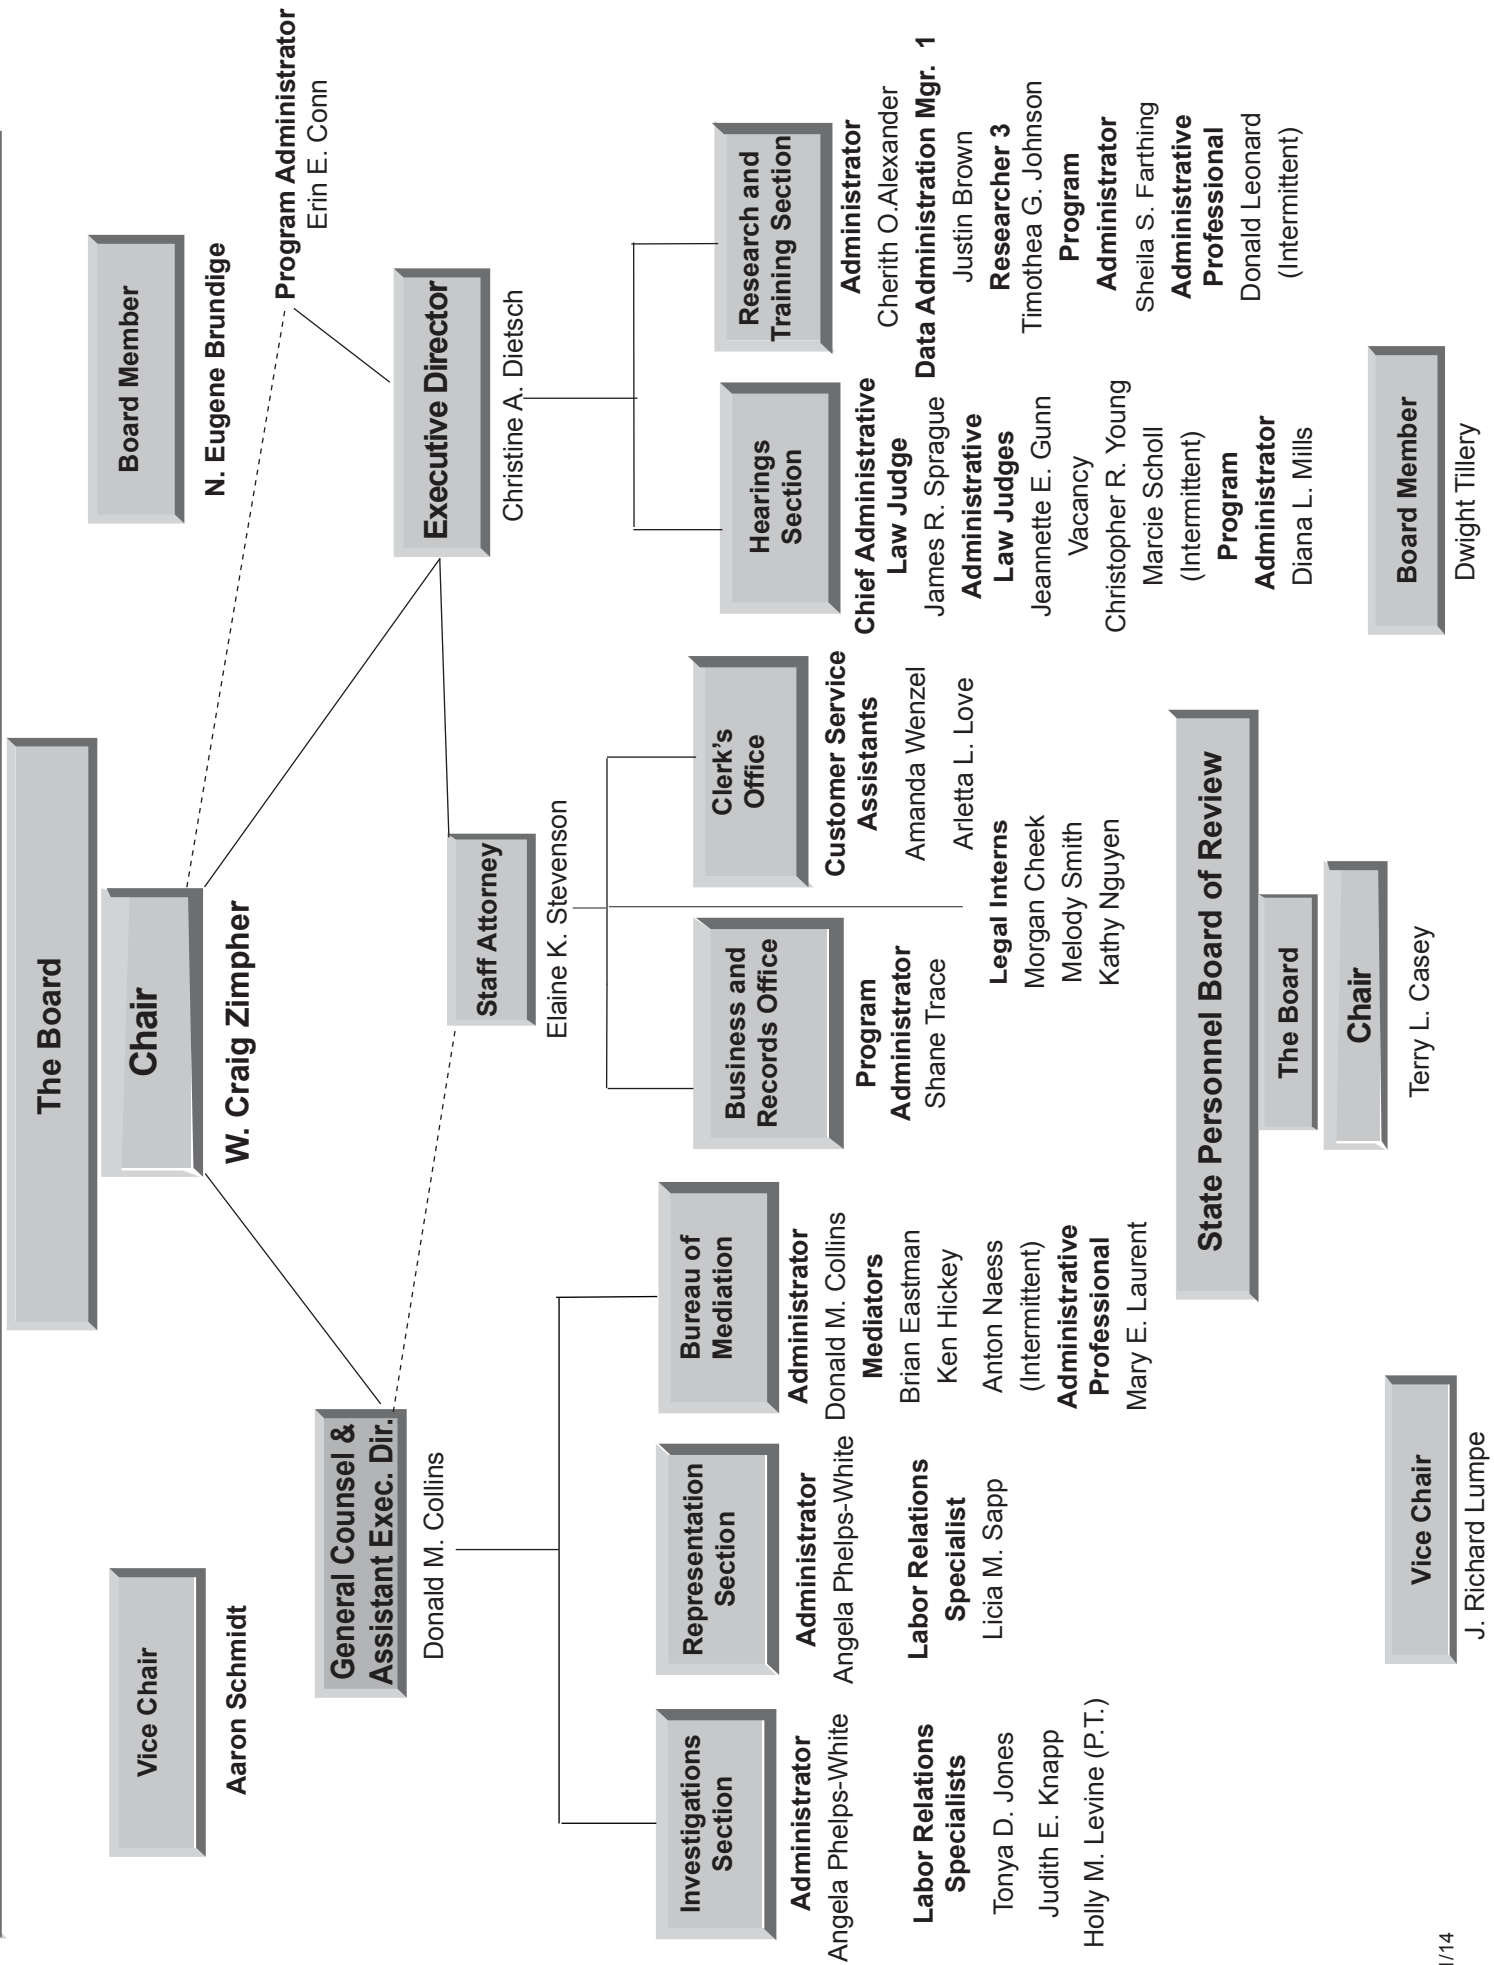 The Board
Chair
W. Craig Zimpher
Vice Chair
Aaron Schmidt
Board Member
N. Eugene Brundige
Program Administrator
Erin E. Conn
General Counsel &
Assistant Exec. Dir.
Donald M. Collins
Executive Director
Christine A. Dietsch
Staff Attorney
Elaine K. Stevenson
Investigations
Section
Administrator
Angela Phelps-White
Labor Relations
Specialists
Tonya D. Jones
Judith E. Knapp
Holly M. Levine (P.T.)
Representation
Section
Administrator
Angela Phelps-White
Labor Relations
Specialist
Licia M. Sapp
Bureau of
Mediation
Administrator
Donald M. Collins
Mediators
Brian Eastman
Ken Hickey
Anton Naess
(Intermittent)
Administrative
Professional
Mary E. Laurent
Business and
Records Office
Program
Administrator
Shane Trace
Legal Interns
Morgan Cheek
Melody Smith
Kathy Nguyen
Clerk's
Office
Customer Service
Assistants
Amanda Wenzel
Arletta L. Love
Hearings
Section
Chief Administrative
Law Judge
James R. Sprague
Administrative
Law Judges
Jeannette E. Gunn
Vacancy
Christopher R. Young
Marcie Scholl
(Intermittent)
Program
Administrator
Diana L. Mills
Research and
Training Section
Administrator
Cherith O.Alexander
Data Administration Mgr. 1
Justin Brown
Researcher 3
Timothea G. Johnson
Program
Administrator
Sheila S. Farthing
Administrative
Professional
Donald Leonard
(Intermittent)
State Personnel Board of Review
The Board
Chair
Terry L. Casey
Vice Chair
J. Richard Lumpe
Board Member
Dwight Tillery